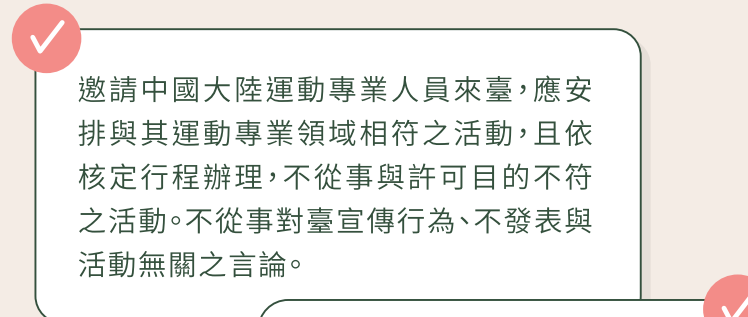 邀請中國大陸運動專業人員來臺，應安
排與其運動專業領域相符之活動，且依
核定行程辦理，不從事與許可目的不符
之活動。不從事對臺宣傳行為、不發表與
活動無關之言論。